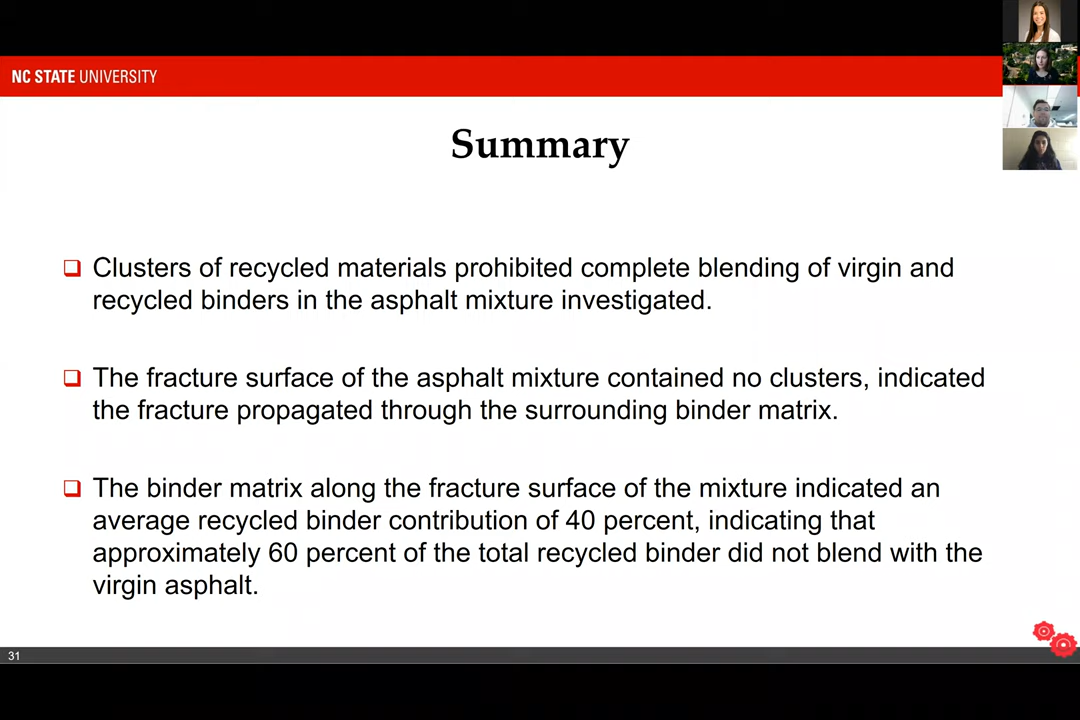 NC STATE UNIVERSITY
Summary
Clusters of recycled materials prohibited complete blending of virgin and
recycled binders in the asphalt mixture investigated.
The fracture surface of the asphalt mixture contained no clusters, indicated
the fracture propagated through the surrounding binder matrix.
The binder matrix along the fracture surface of the mixture indicated an
average recycled binder contribution of 40 percent, indicating that
approximately 60 percent of the total recycled binder did not blend with the
virgin asphalt.
31